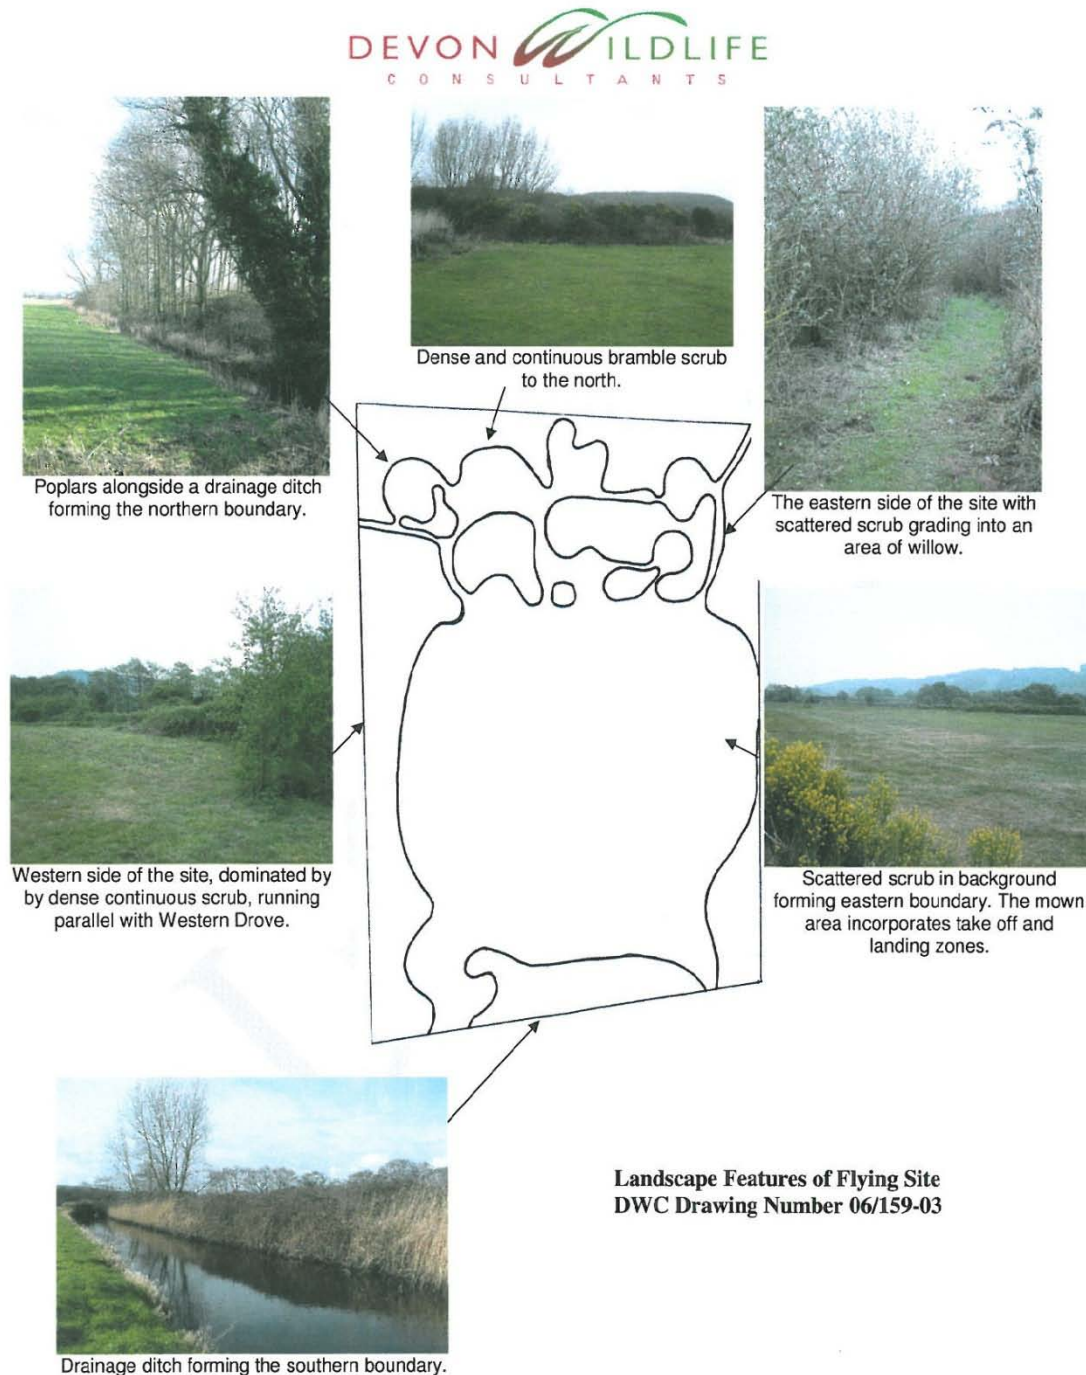 DEVON WILDLIFE
CONSULTANTS
Dense and continuous bramble scrub
to the north.
Poplars alongside a drainage ditch
forming the northern boundary.
The eastern side of the site with
scattered scrub grading into an
area of willow.
Western side of the site, dominated by
by dense continuous scrub, running
parallel with Western Drove.
Scattered scrub in background
forming eastern boundary. The mown
area incorporates take off and
landing zones.
Landscape Features of Flying Site
DWC Drawing Number 06/159-03
Drainage ditch forming the southern boundary.